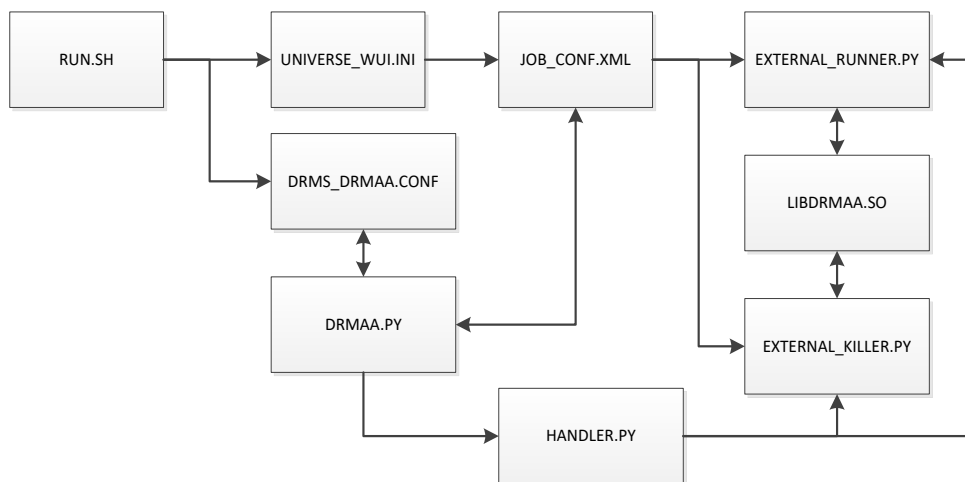 RUN.SH
UNIVERSE_WUI.INI
JOB_CONF.XML
EXTERNAL_RUNNER.PY
DRMS_DRMAA.CONF
LIBDRMAA.SO
DRMAA.PY
EXTERNAL_KILLER.PY
HANDLER.PY